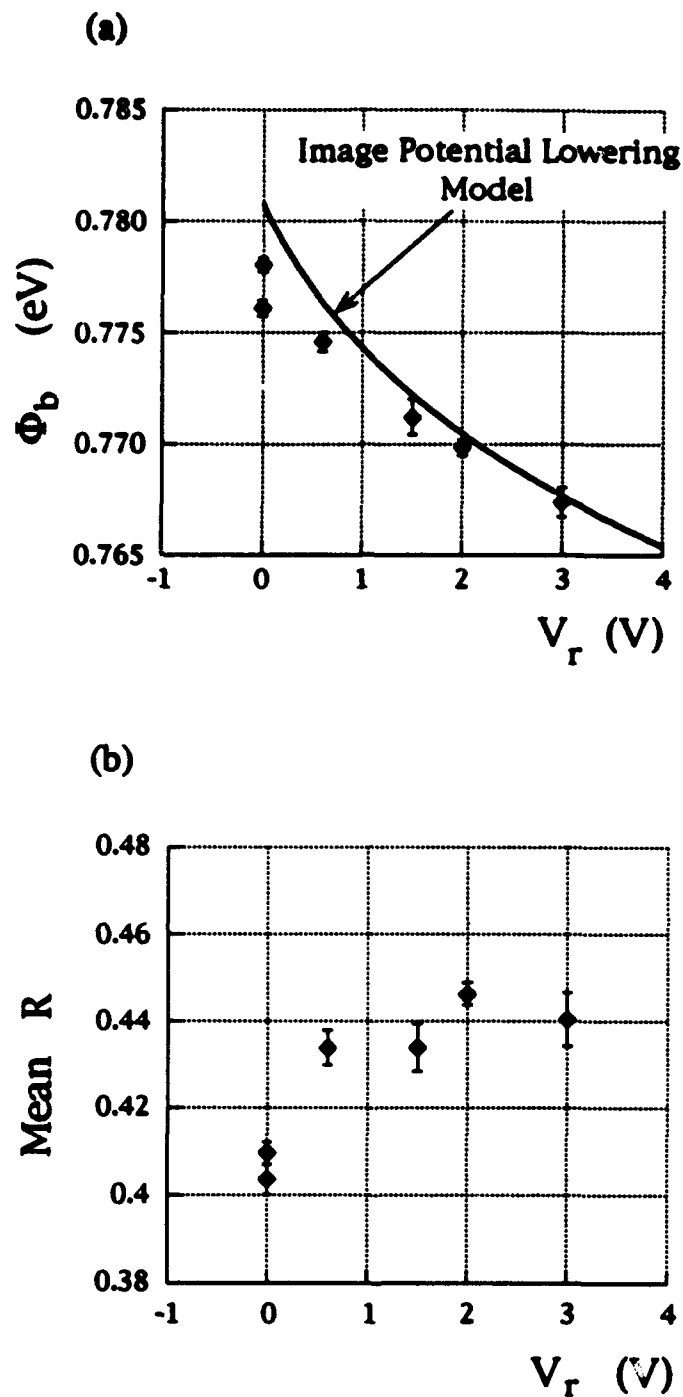 (a)
0.785
0.780
0.775
0.770
0.765
Φb (eV)
Image Potential Lowering
Model
-1 0 1 2 3 4
Vr (V)
(b)
0.48
0.46
0.44
0.42
0.4
0.38
Mean R
-1 0 1 2 3 4
Vr (V)